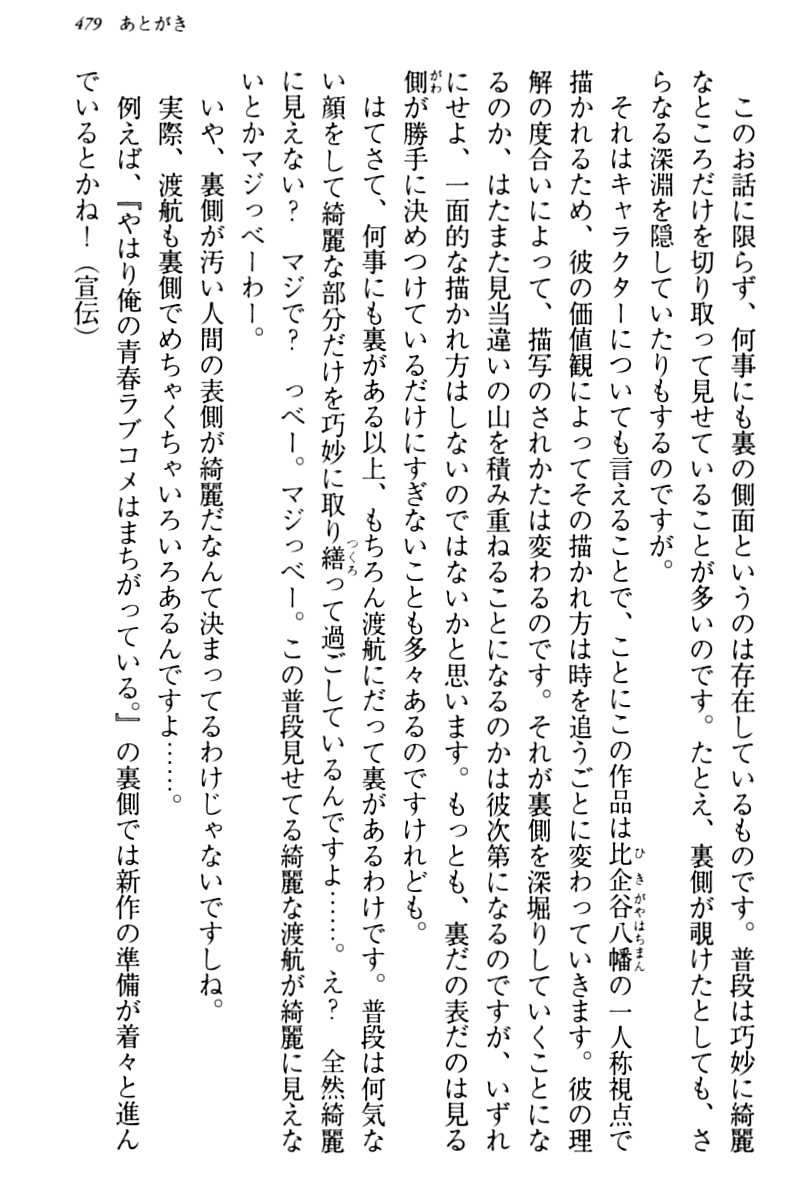 479 あとがき
　このお話に限らず、何事にも裏の側面というのは存在しているものです。普段は巧妙に綺麗
なところだけを切り取って見せていることが多いのです。たとえ、裏側が覗けたとしても、さ
らなる深淵を隠していたりもするのですが。
　それはキャラクターについても言えることで、ことにこの作品は比企谷八幡の一人称視点で
描かれるため、彼の価値観によってその描かれ方は時を追うごとに変わっていきます。彼の理
解の度合いによって、描写のされかたは変わるのです。それが裏側を深堀りしていくことにな
るのか、はたまた見当違いの山を積み重ねることになるのかは彼次第になるのですが、いずれ
にせよ、一面的な描かれ方はしないのではないかと思います。もっとも、裏だの表だのは見る
側が勝手に決めつけているだけにすぎないことも多々あるのですけれども。
　はてさて、何事にも裏がある以上、もちろん渡航にだって裏があるわけです。普段は何気な
い顔をして綺麗な部分だけを巧妙に取り繕って過ごしているんですよ……。え？　全然綺麗
に見えない？　マジで？　っべー。マジっべー。この普段見せてる綺麗な渡航が綺麗に見えな
いとかマジっべーわー。
　いや、裏側が汚い人間の表側が綺麗だなんて決まってるわけじゃないですしね。
　実際、渡航も裏側でめちゃくちゃいろいろあるんですよ……。
　例えば、『やはり俺の青春ラブコメはまちがっている。』の裏側では新作の準備が着々と進ん
でいるとかね！（宣伝）